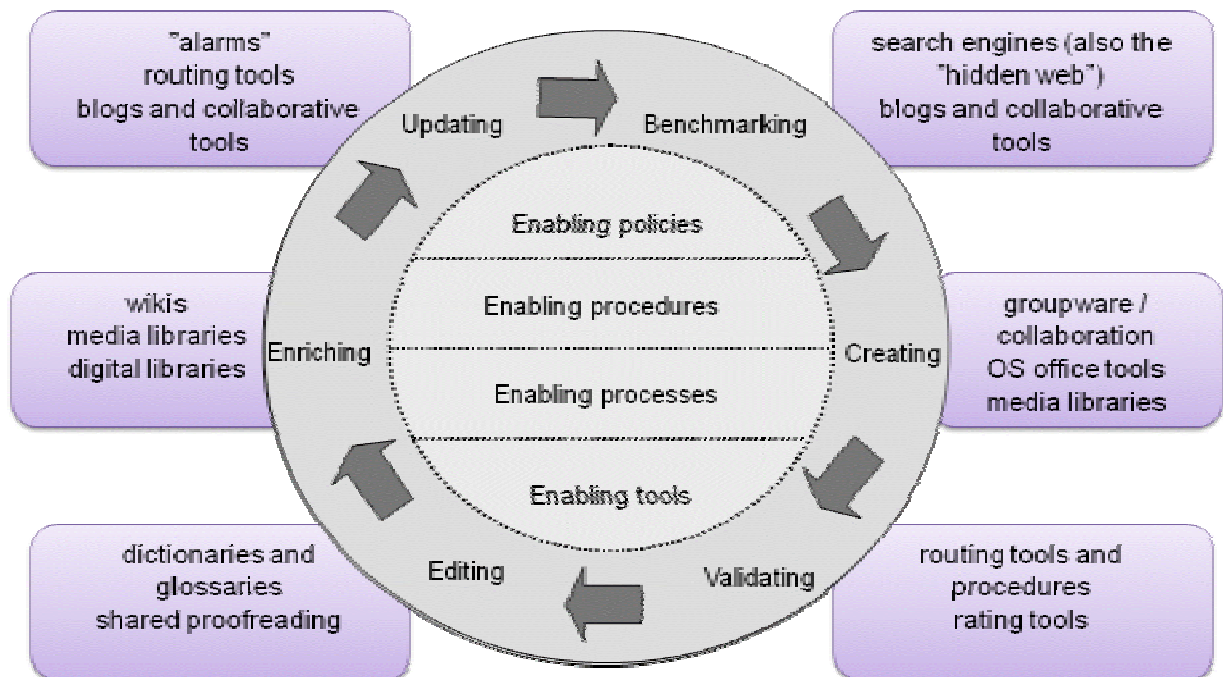 "alarms"
routing tools
blogs and collaborative
tools
search engines (also the
"hidden web")
blogs and collaborative
tools
Updating
Benchmarking
Enabling policies
Enabling procedures
Enabling processes
Enabling tools
wikis
media libraries
digital libraries
Enriching
Creating
groupware /
collaboration
OS office tools
media libraries
dictionaries and
glossaries
shared proofreading
Editing
Validating
routing tools and
procedures
rating tools